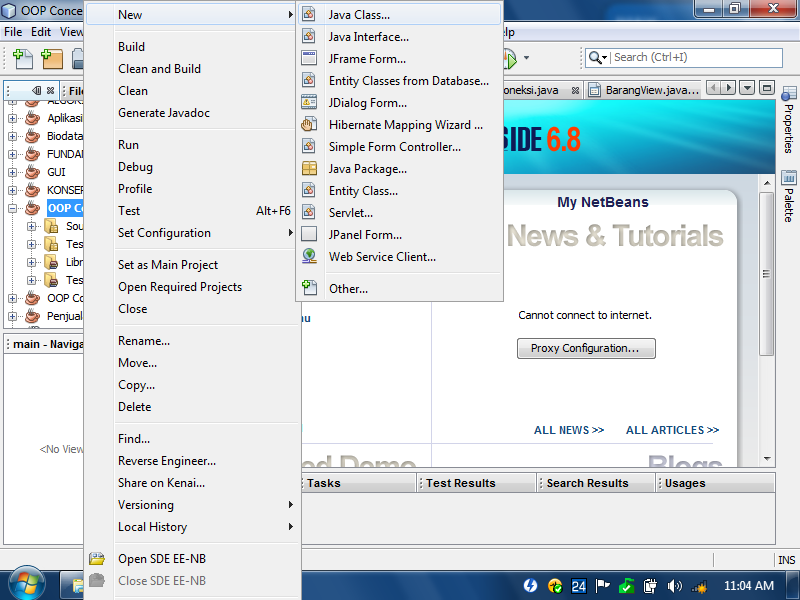 OOP Conce
File Edit View
elp
Search (Ctrl+I)
New
Build
Clean and Build
Clean
Generate Javadoc
Run
Debug
Profile
Test Alt+F6
Set Configuration
Set as Main Project
Open Required Projects
Close
Rename...
Move...
Copy...
Delete
Find...
Reverse Engineer...
Share on Kenai...
Versioning
Local History
Open SDE EE-NB
Close SDE EE-NB
Java Class...
Java Interface...
JFrame Form...
Entity Classes from Database...
JDialog Form...
Hibernate Mapping Wizard ...
Simple Form Controller...
Java Package...
Entity Class...
Servlet...
JPanel Form...
Web Service Client...
Other...
File
Aplikasi
Biodata
FUNDAM
GUI
KONSER
OOP Co
Sou
Tes
Libr
Tes
OOP Co
Penjual
main - Naviga
<No View
oneksi.java
BarangView.java...
SIDE 6.8
My NetBeans
News & Tutorials
Cannot connect to internet.
Proxy Configuration...
ALL NEWS >> ALL ARTICLES >>
ed Demo
Blogs
Properties
Palette
Tasks
Test Results
Search Results
Usages
INS
24
11:04 AM